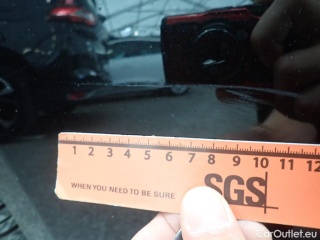 1 2 3 4 5 6 7 8 9 10 11 12
WHEN YOU NEED TO BE SURE SGS
CarOutlet.eu